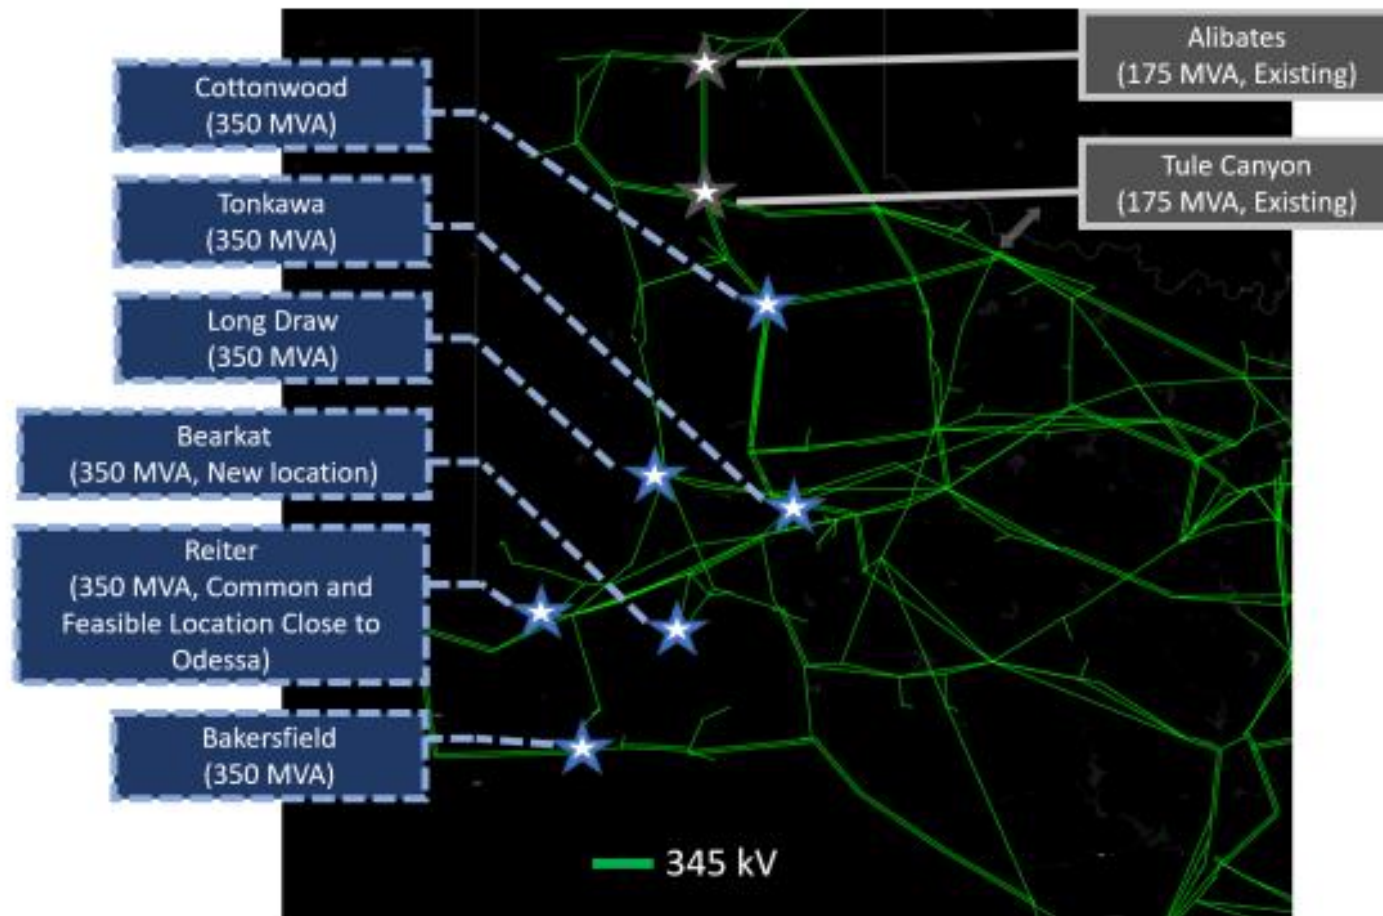 Cottonwood
(350 MVA)
Tonkawa
(350 MVA)
Long Draw
(350 MVA)
Bearkat
(350 MVA, New location)
Reiter
(350 MVA, Common and
Feasible Location Close to
Odessa)
Bakersfield
(350 MVA)
Alibates
(175 MVA, Existing)
Tule Canyon
(175 MVA, Existing)
345 kV